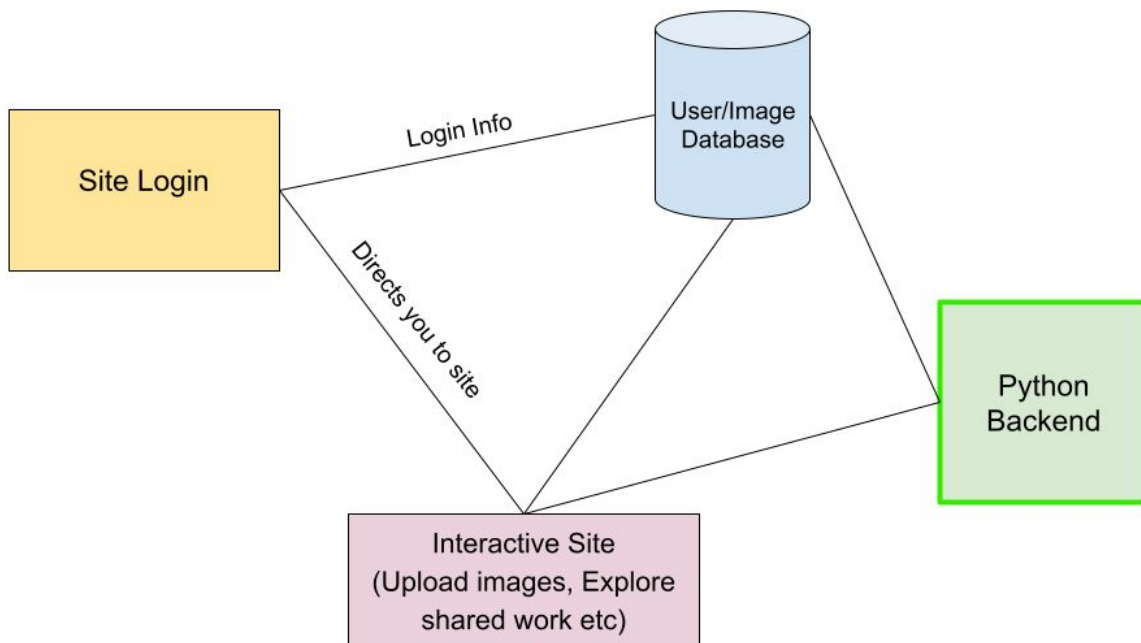 User/Image
Database
Login Info
Site Login
Directs you to site
Python
Backend
Interactive Site
(Upload images, Explore
shared work etc)